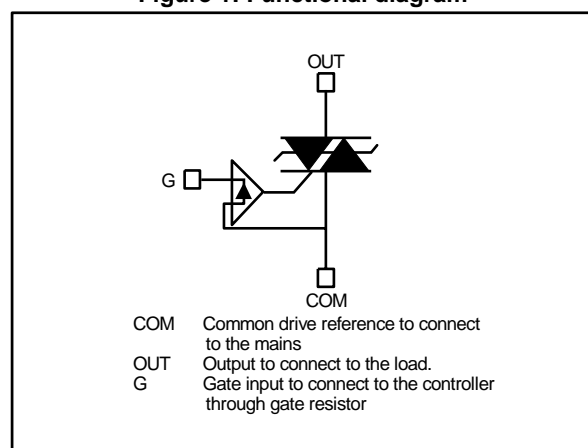 Figure 1. Functional diagram
OUT
G
COM
COM Common drive reference to connect
to the mains
OUT Output to connect to the load.
G Gate input to connect to the controller
through gate resistor